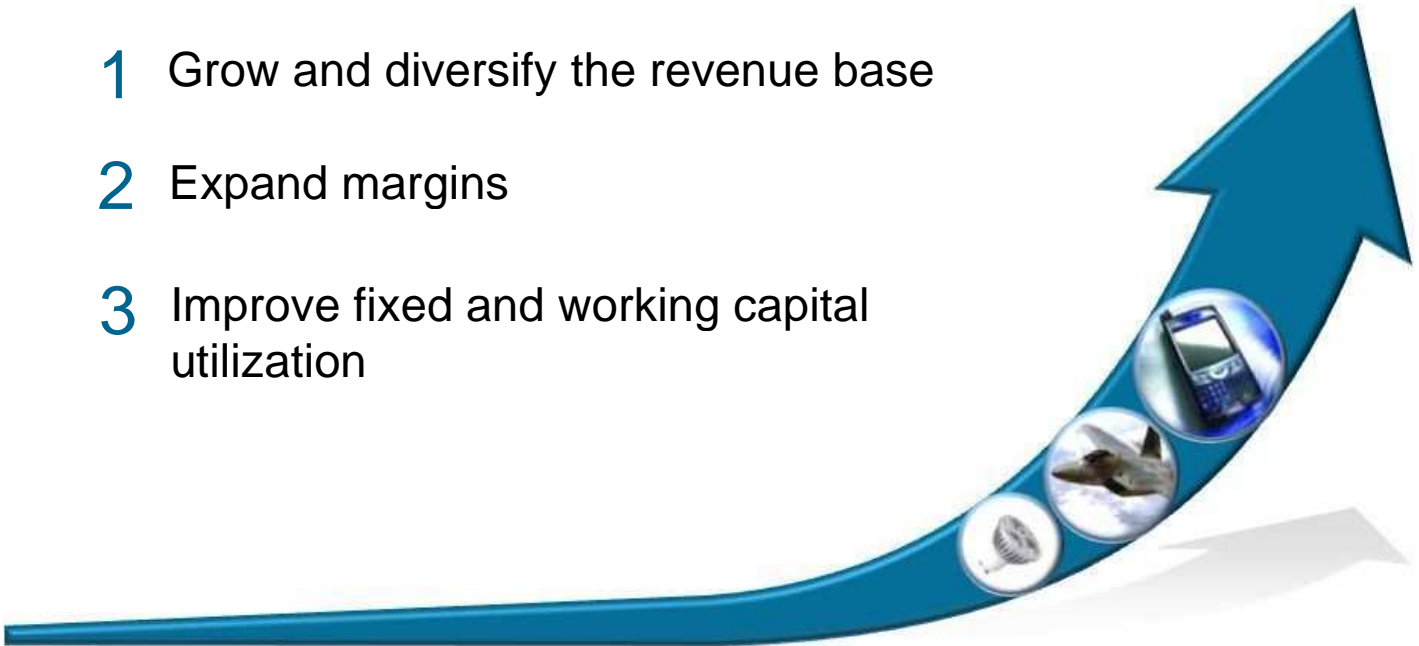 1 Grow and diversify the revenue base
2 Expand margins
3 Improve fixed and working capital
utilization